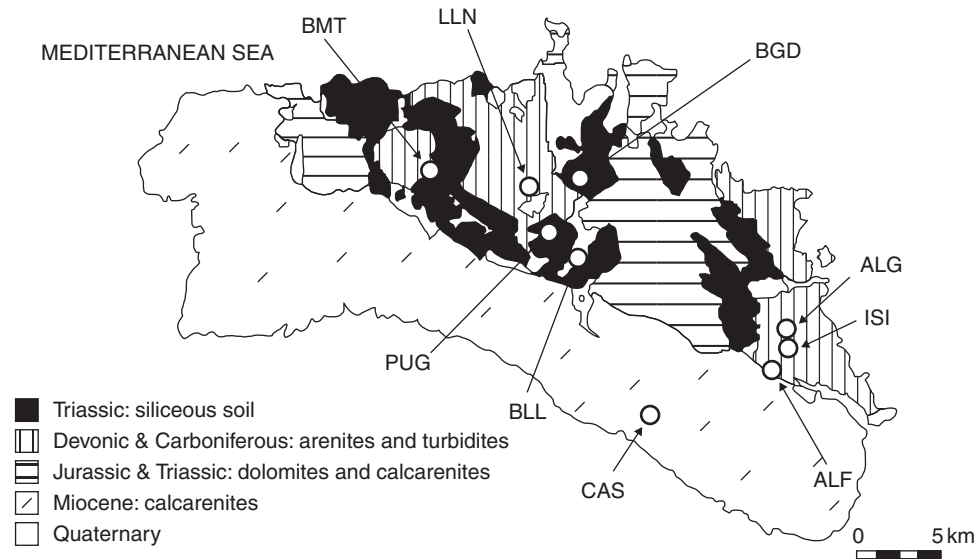 BMT
LLN
BGD
MEDITERRANEAN SEA
ALG
ISI
PUG
BLL
CAS
ALF
Triassic: siliceous soil
Devonic & Carboniferous: arenites and turbidites
Jurassic & Triassic: dolomites and calcarenites
Miocene: calcarenites
Quaternary
0 5 km